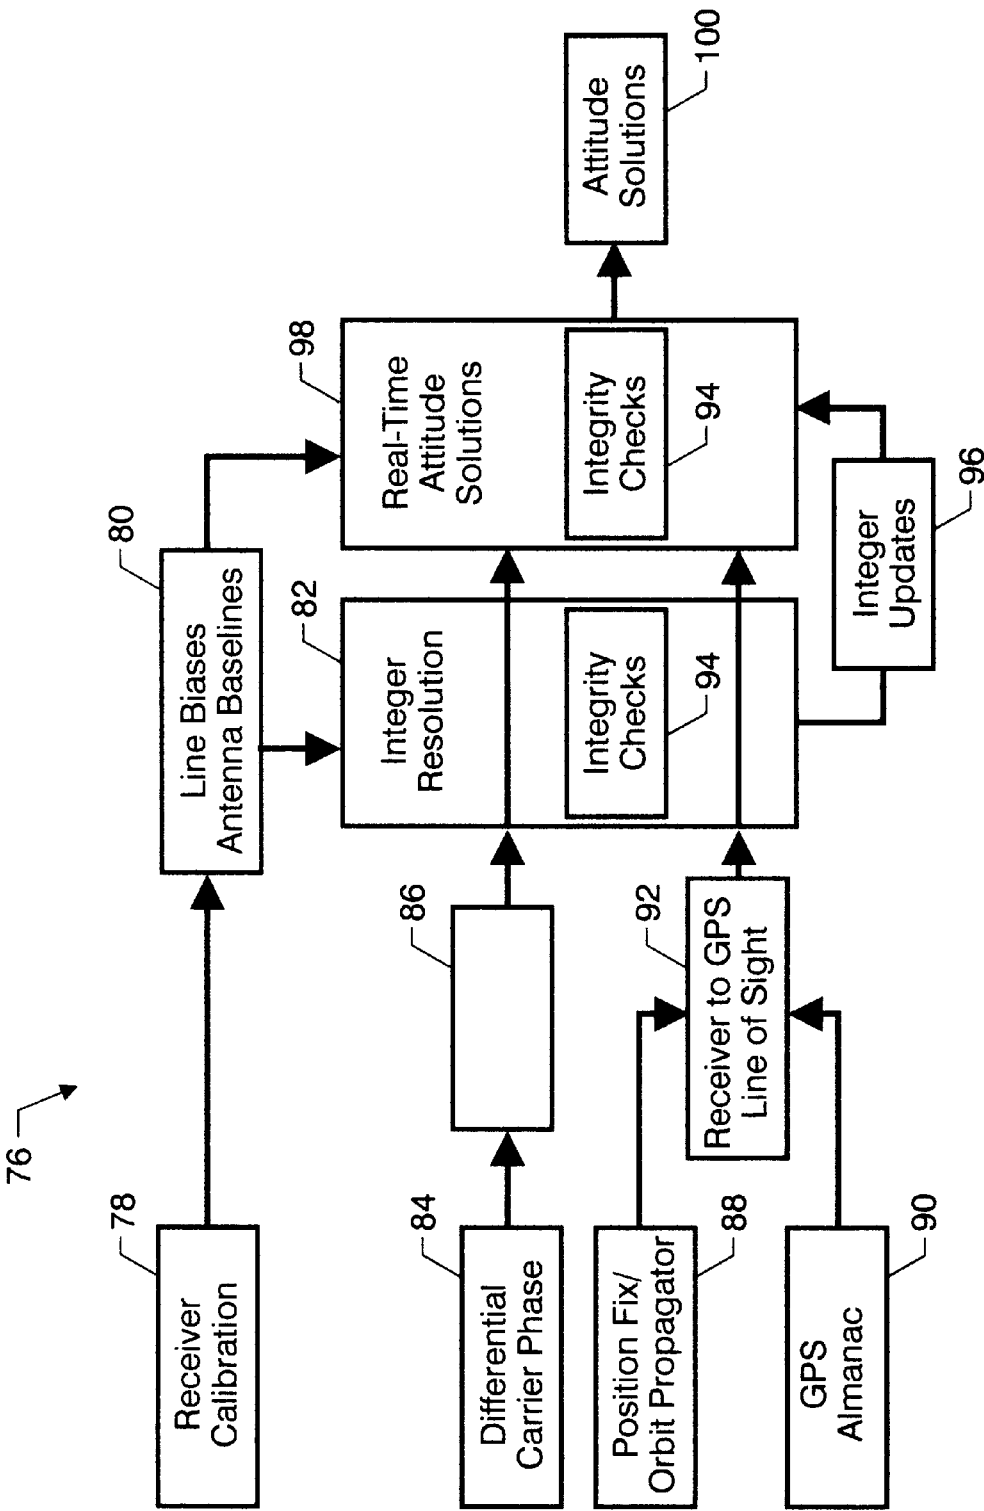 76
78
Receiver
Calibration
80
Line Biases
Antenna Baselines
84
Differential
Carrier Phase
86
82
Integer
Resolution
Integrity
Checks
94
98
Real-Time
Attitude
Solutions
Integrity
Checks
94
Attitude
Solutions
100
Position Fix/
Orbit Propagator
88
92
Receiver to GPS
Line of Sight
GPS
Almanac
90
Integer
Updates
96